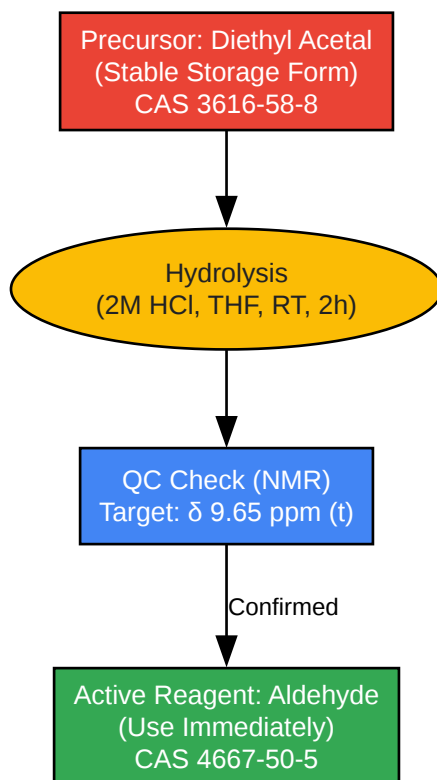 Precursor: Diethyl Acetal
(Stable Storage Form)
CAS 3616-58-8
Hydrolysis
(2M HCl, THF, RT, 2h)
QC Check (NMR)
Target: δ 9.65 ppm (t)
Confirmed
Active Reagent: Aldehyde
(Use Immediately)
CAS 4667-50-5